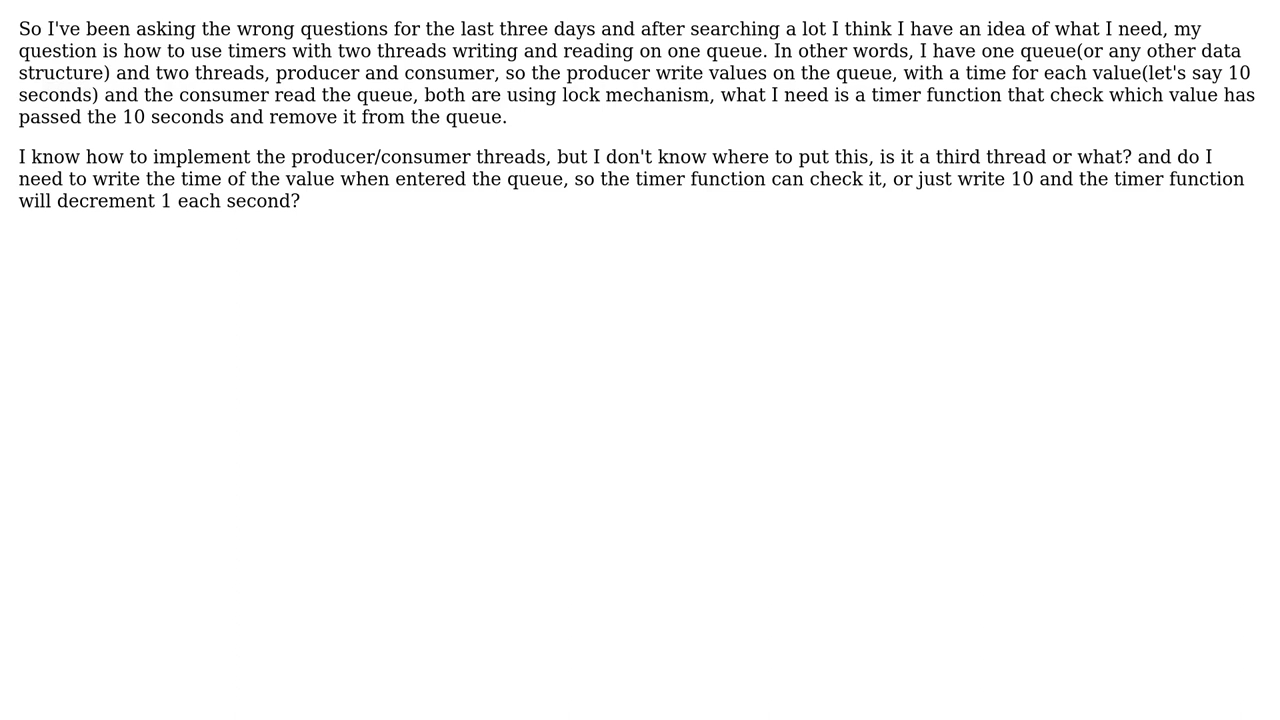 So I've been asking the wrong questions for the last three days and after searching a lot I think I have an idea of what I need, my
question is how to use timers with two threads writing and reading on one queue. In other words, I have one queue(or any other data
structure) and two threads, producer and consumer, so the producer write values on the queue, with a time for each value(let's say 10
seconds) and the consumer read the queue, both are using lock mechanism, what I need is a timer function that check which value has
passed the 10 seconds and remove it from the queue.
I know how to implement the producer/consumer threads, but I don't know where to put this, is it a third thread or what? and do I
need to write the time of the value when entered the queue, so the timer function can check it, or just write 10 and the timer function
will decrement 1 each second?